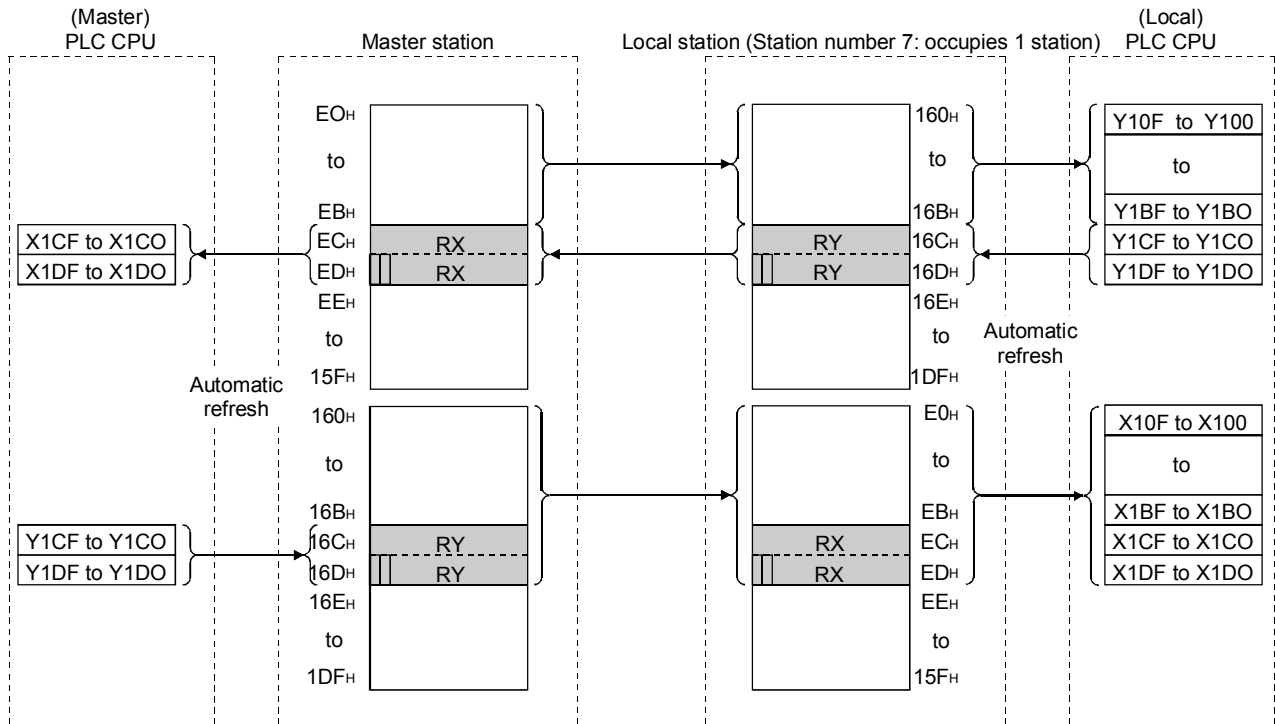 (Master)
PLC CPU
Master station
Local station (Station number 7: occupies 1 station)
(Local)
PLC CPU
EOH
to
EBH
ECH
EDH
EEH
to
15FH
RX
RX
160H
to
16BH
16CH
16DH
16EH
to
1DFH
RY
RY
Y10F to Y100
to
Y1BF to Y1BO
Y1CF to Y1CO
Y1DF to Y1DO
X1CF to X1CO
X1DF to X1DO
Automatic
refresh
Automatic
refresh
160H
to
16BH
16CH
16DH
16EH
to
1DFH
RY
RY
E0H
to
EBH
ECH
EDH
EEH
to
15FH
RX
RX
X10F to X100
to
X1BF to X1BO
X1CF to X1CO
X1DF to X1DO
Y1CF to Y1CO
Y1DF to Y1DO